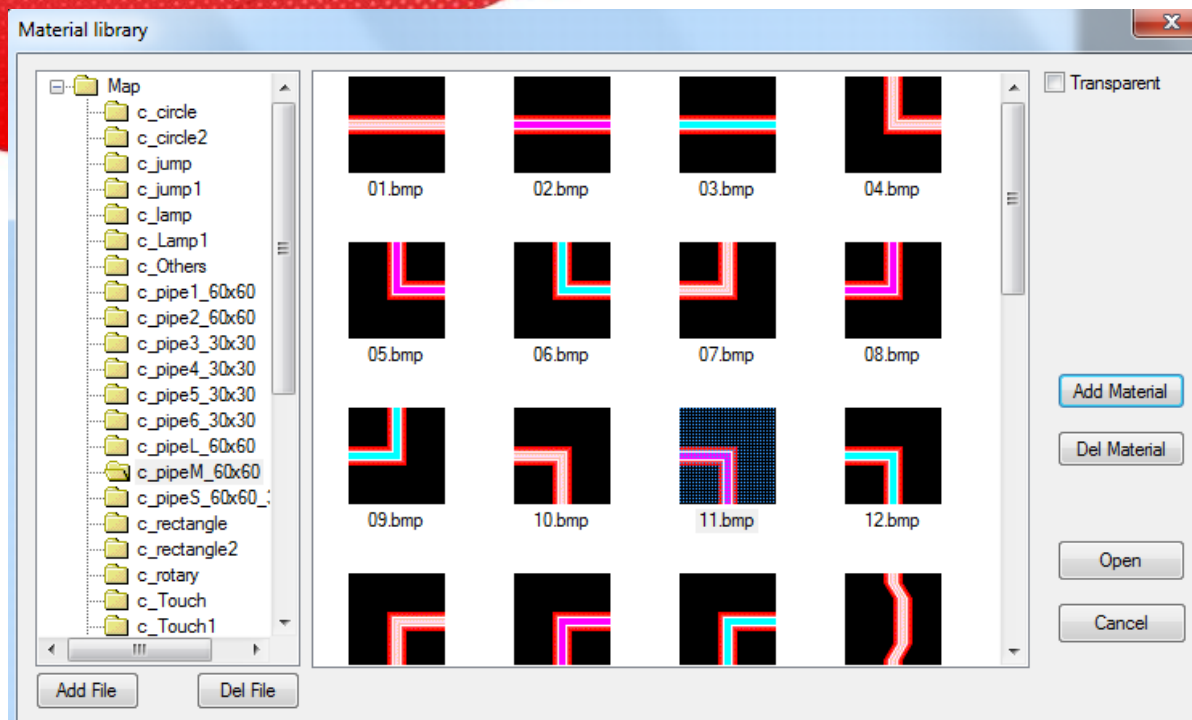 Material library
Map
c_circle
c_circle2
c_jump
c_jump1
c_lamp
c_Lamp1
c_Others
c_pipe1_60x60
c_pipe2_60x60
c_pipe3_30x30
c_pipe4_30x30
c_pipe5_30x30
c_pipe6_30x30
c_pipeL_60x60
c_pipeM_60x60
c_pipeS_60x60_
c_rectangle
c_rectangle2
c_rotary
c_Touch
c_Touch1
Add File Del File
01.bmp 02.bmp 03.bmp 04.bmp
05.bmp 06.bmp 07.bmp 08.bmp
09.bmp 10.bmp 11.bmp 12.bmp
Transparent
Add Material
Del Material
Open
Cancel